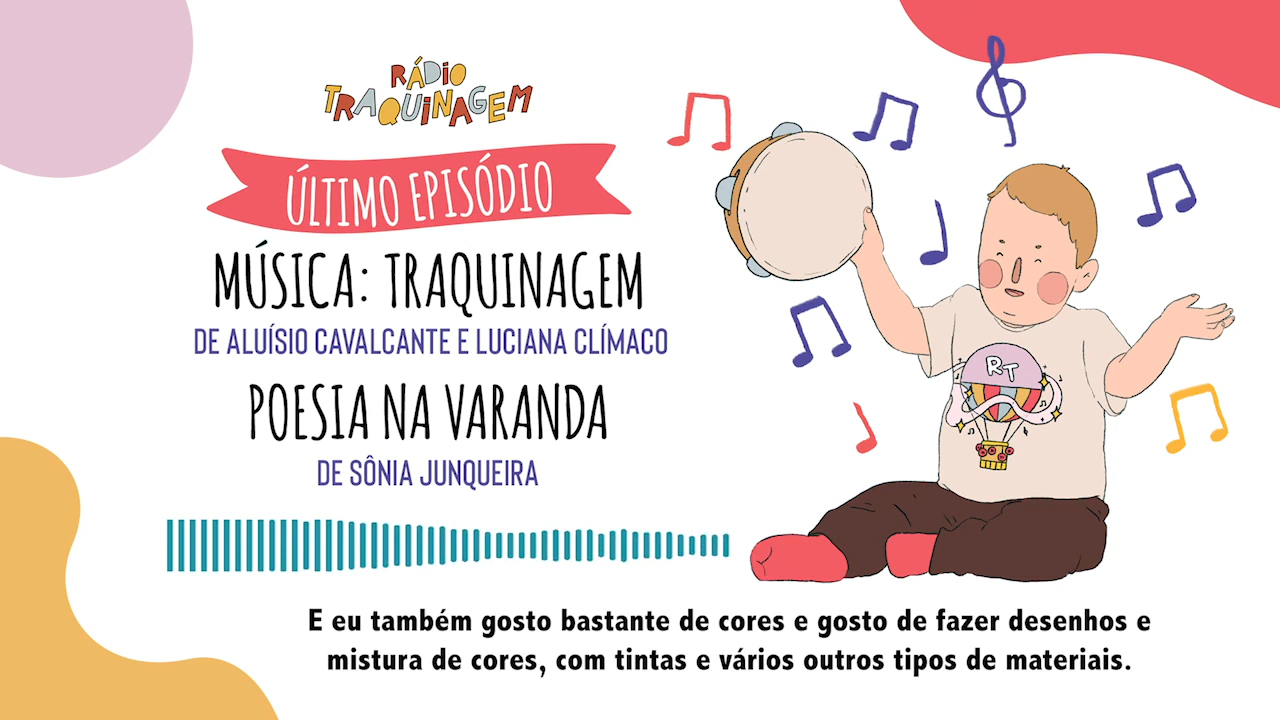 RÁDIO
TRAQUINAGEM
ÚLTIMO EPISÓDIO
MÚSICA: TRAQUINAGEM
DE ALUÍSIO CAVALCANTE E LUCIANA CLÍMACO
POESIA NA VARANDA
DE SÔNIA JUNQUEIRA
RT
E eu também gosto bastante de cores e gosto de fazer desenhos e
mistura de cores, com tintas e vários outros tipos de materiais.